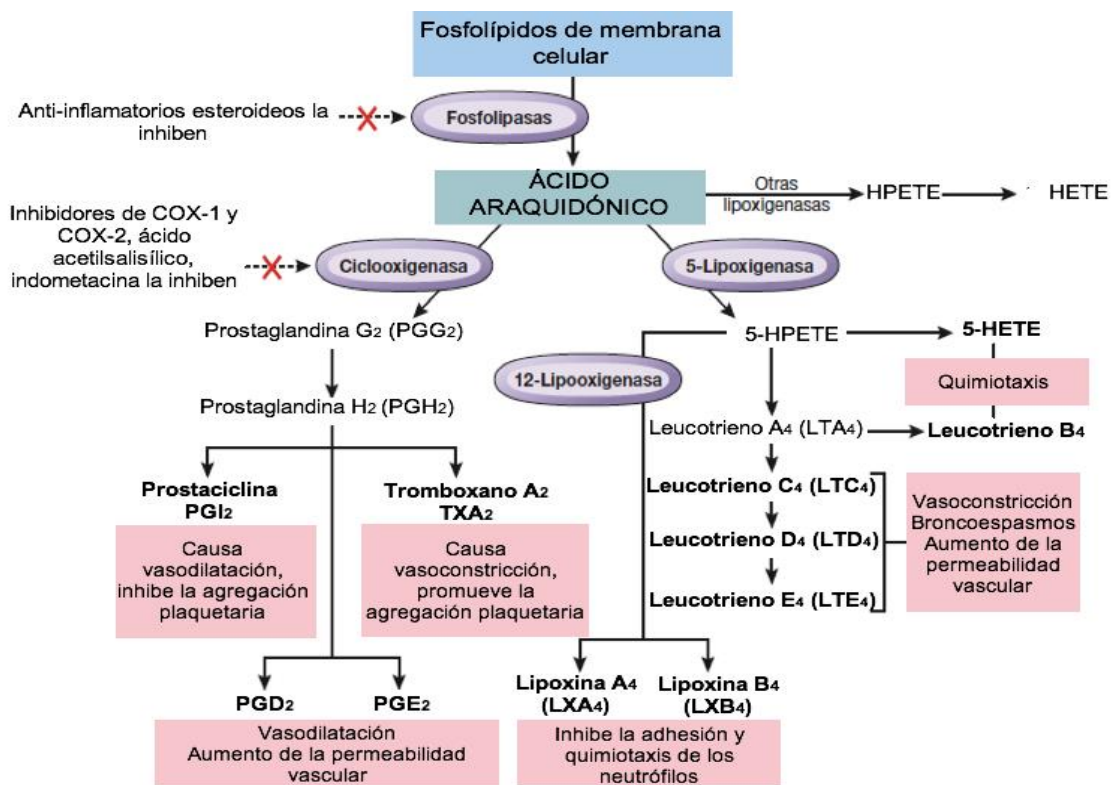 Fosfolípidos de membrana
celular
Anti-inflamatorios esteroideos la
inhiben
Fosfolipasas
ÁCIDO
ARAQUIDÓNICO
Otras
lipoxigenasas
HPETE
HETE
Inhibidores de COX-1 y
COX-2, ácido
acetilsalisílico,
indometacina la inhiben
Ciclooxigenasa
5-Lipoxigenasa
Prostaglandina G2 (PGG2)
5-HPETE
5-HETE
12-Lipooxigenasa
Quimiotaxis
Prostaglandina H2 (PGH2)
Leucotrieno A4 (LTA4)
Leucotrieno B4
Prostaciclina
PGI2
Tromboxano A2
TXA2
Leucotrieno C4 (LTC4)
Leucotrieno D4 (LTD4)
Leucotrieno E4 (LTE4)
Vasoconstricción
Broncoespasmos
Aumento de la
permeabilidad
vascular
Causa
vasodilatación,
inhibe la agregación
plaquetaria
Causa
vasoconstricción,
promueve la
agregación plaquetaria
PGD2
PGE2
Lipoxina A4
(LXA4)
Lipoxina B4
(LXB4)
Vasodilatación
Aumento de la permeabilidad
vascular
Inhibe la adhesión y
quimiotaxis de los
neutrófilos